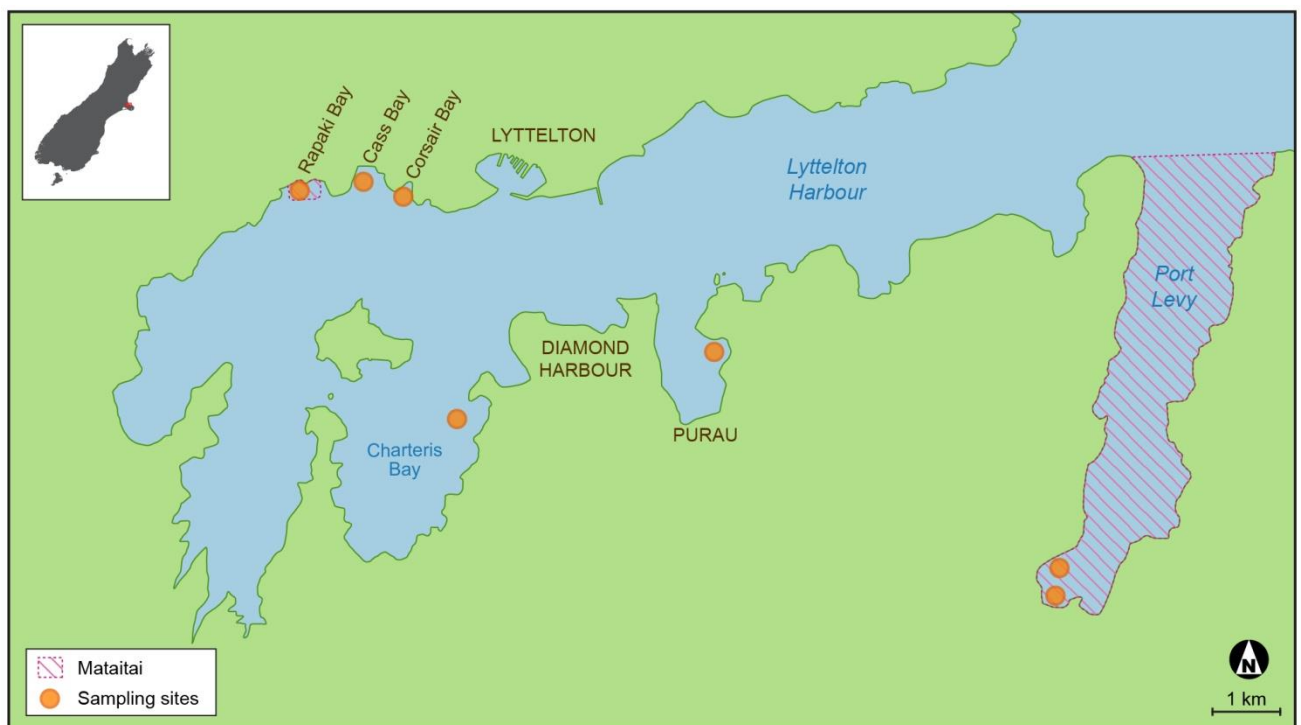 Rapaki Bay
Cass Bay
Corsair Bay
LYTTELTON
Lyttelton
Harbour
Port
Levy
DIAMOND
HARBOUR
PURAU
Charteris
Bay
Mataitai
Sampling sites
N
1 km